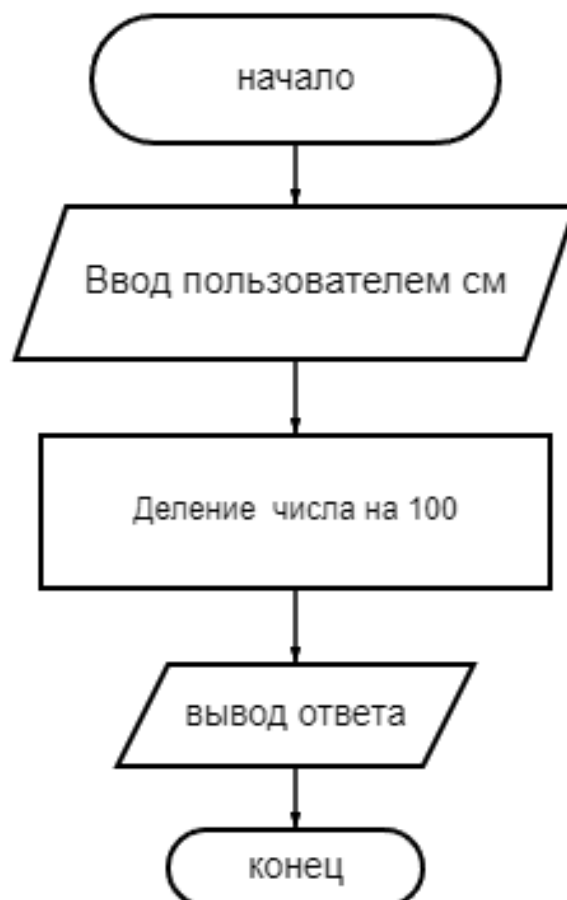 начало
Ввод пользователем см
Деление числа на 100
вывод ответа
конец